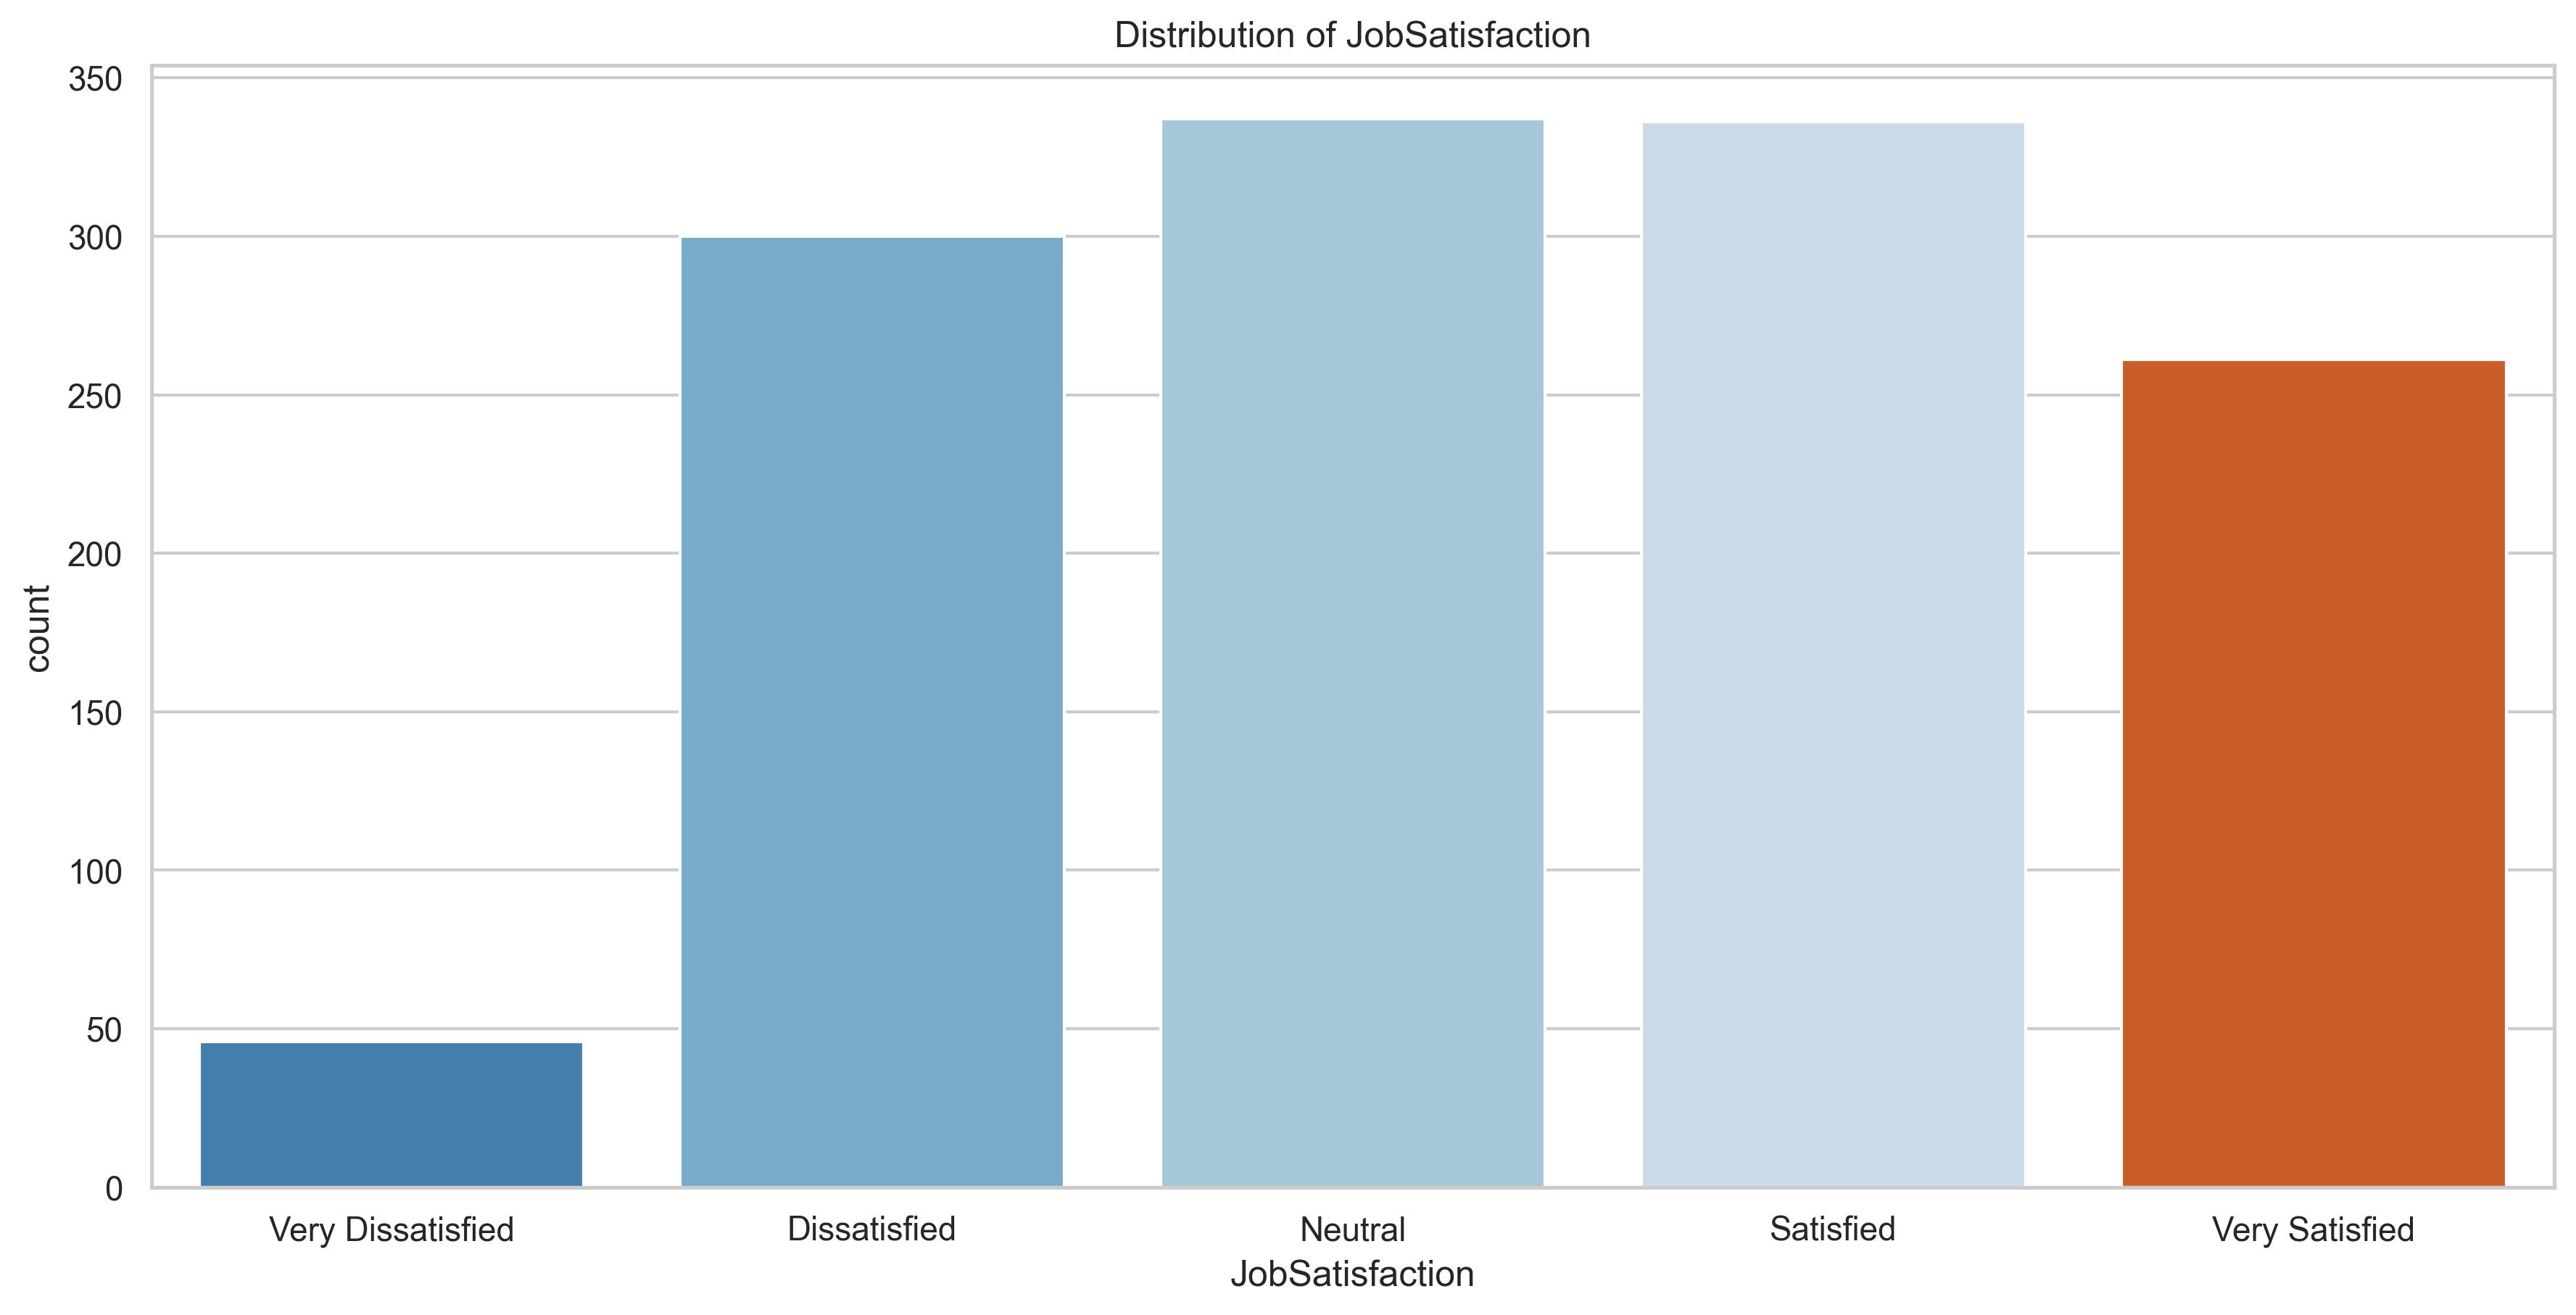 Distribution of JobSatisfaction
350
300
250
200
150
100
50
0
count
Very Dissatisfied Dissatisfied Neutral Satisfied Very Satisfied
JobSatisfaction